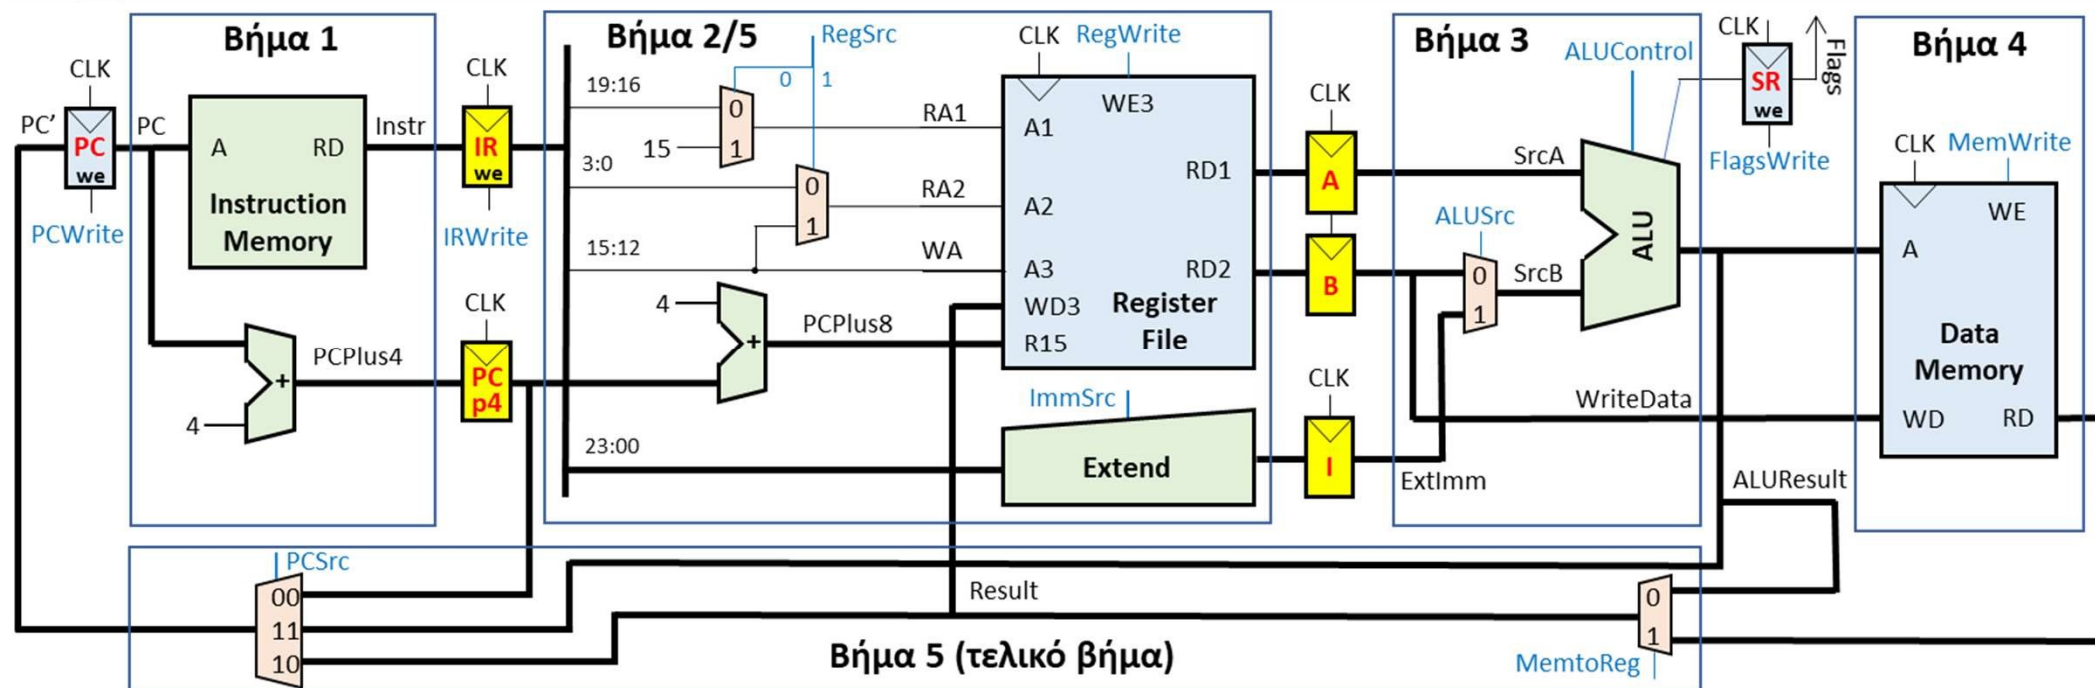 Βήμα 1
CLK
PC'
PC
PC
we
PCWrite
A
RD
Instruction
Memory
Instr
CLK
IR
we
IRWrite
PCPlus4
+
4
CLK
PC
p4
Βήμα 2/5
RegSrc
0
1
19:16
0
1
15
3:0
0
1
15:12
RA1
RA2
WA
4
+
PCPlus8
23:00
CLK
RegWrite
WE3
A1
A2
A3
WD3
R15
RD1
RD2
Register
File
ImmSrc
Extend
CLK
A
B
CLK
I
ExtImm
Βήμα 3
ALUControl
SrcA
ALUSrc
0
1
SrcB
ALU
WriteData
CLK
SR
we
Flags
FlagsWrite
Βήμα 4
CLK
MemWrite
WE
A
Data
Memory
WD
RD
ALUResult
PCSrc
00
11
10
Result
0
1
MemtoReg
Βήμα 5 (τελικό βήμα)